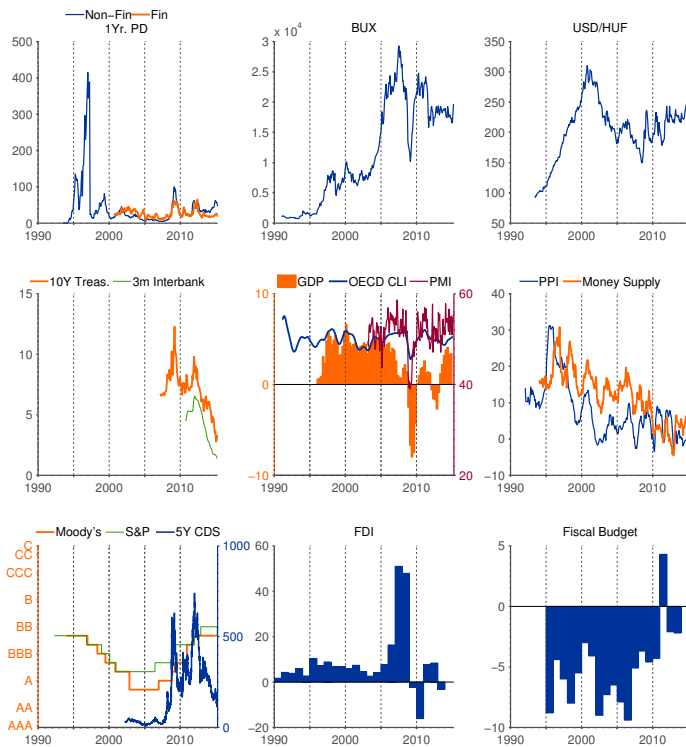 Non−Fin Fin
1Yr. PD
500
400
300
200
100
0
1990 2000 2010
x 10^4
BUX
3
2.5
2
1.5
1
0.5
0
1990 2000 2010
USD/HUF
350
300
250
200
150
100
50
1990 2000 2010
10Y Treas. 3m Interbank
15
10
5
0
1990 2000 2010
GDP OECD CLI PMI
10 60
0 40
−10 20
1990 2000 2010
PPI Money Supply
40
30
20
10
0
−10
1990 2000 2010
Moody's S&P 5Y CDS
C 1000
CC
CCC
B
BB 500
BBB
A
AA
AAA 0
1990 2000 2010
FDI
60
40
20
0
−20
1990 2000 2010
Fiscal Budget
5
0
−5
−10
1990 2000 2010